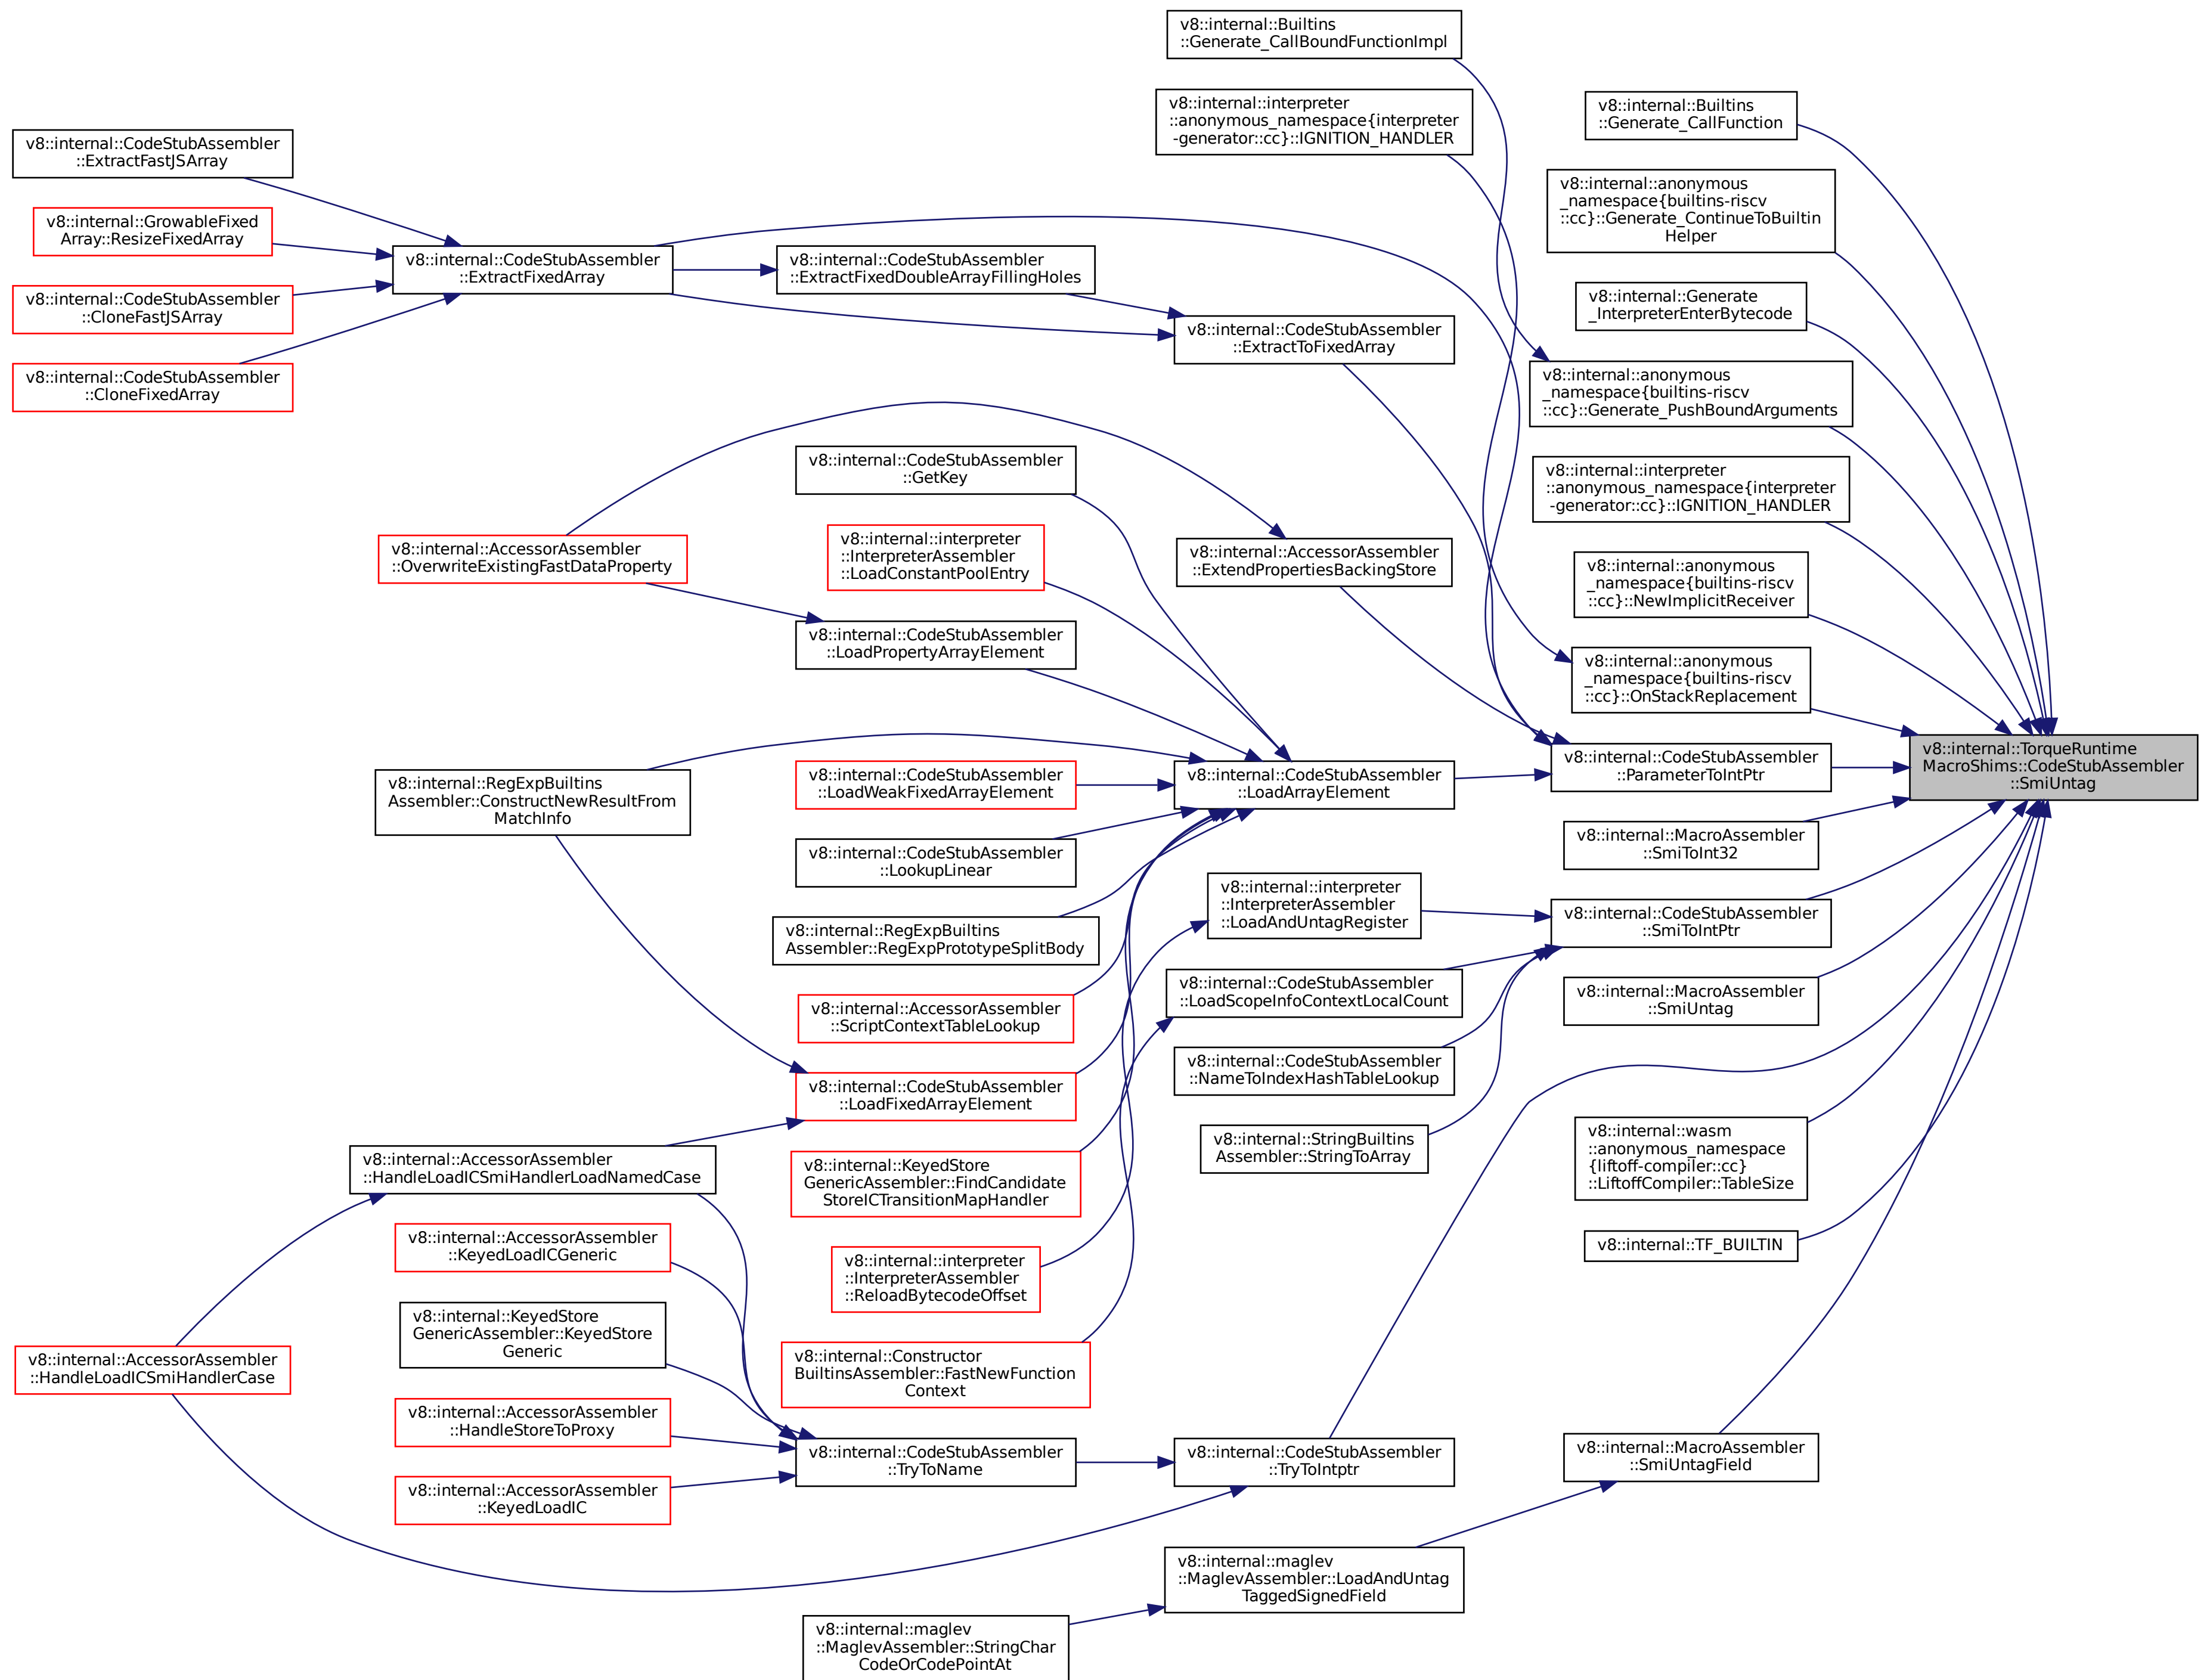 v8::internal::Builtins
::Generate_CallBoundFunctionImpl
v8::internal::interpreter
::anonymous_namespace{interpreter
-generator::cc}::IGNITION_HANDLER
v8::internal::Builtins
::Generate_CallFunction
v8::internal::CodeStubAssembler
::ExtractFastJSArray
v8::internal::anonymous
_namespace{builtins-riscv
::cc}::Generate_ContinueToBuiltin
Helper
v8::internal::GrowableFixed
Array::ResizeFixedArray
v8::internal::CodeStubAssembler
::ExtractFixedArray
v8::internal::CodeStubAssembler
::ExtractFixedDoubleArrayFillingHoles
v8::internal::Generate
_InterpreterEnterBytecode
v8::internal::CodeStubAssembler
::CloneFastJSArray
v8::internal::CodeStubAssembler
::ExtractToFixedArray
v8::internal::CodeStubAssembler
::CloneFixedArray
v8::internal::anonymous
_namespace{builtins-riscv
::cc}::Generate_PushBoundArguments
v8::internal::CodeStubAssembler
::GetKey
v8::internal::interpreter
::anonymous_namespace{interpreter
-generator::cc}::IGNITION_HANDLER
v8::internal::AccessorAssembler
::OverwriteExistingFastDataProperty
v8::internal::interpreter
::InterpreterAssembler
::LoadConstantPoolEntry
v8::internal::AccessorAssembler
::ExtendPropertiesBackingStore
v8::internal::anonymous
_namespace{builtins-riscv
::cc}::NewImplicitReceiver
v8::internal::CodeStubAssembler
::LoadPropertyArrayElement
v8::internal::anonymous
_namespace{builtins-riscv
::cc}::OnStackReplacement
v8::internal::TorqueRuntime
MacroShims::CodeStubAssembler
::SmiUntag
v8::internal::RegExpBuiltins
Assembler::ConstructNewResultFrom
MatchInfo
v8::internal::CodeStubAssembler
::LoadWeakFixedArrayElement
v8::internal::CodeStubAssembler
::LoadArrayElement
v8::internal::CodeStubAssembler
::ParameterToIntPtr
v8::internal::CodeStubAssembler
::LookupLinear
v8::internal::MacroAssembler
::SmiToInt32
v8::internal::RegExpBuiltins
Assembler::RegExpPrototypeSplitBody
v8::internal::interpreter
::InterpreterAssembler
::LoadAndUntagRegister
v8::internal::CodeStubAssembler
::SmiToIntPtr
v8::internal::AccessorAssembler
::ScriptContextTableLookup
v8::internal::CodeStubAssembler
::LoadScopeInfoContextLocalCount
v8::internal::MacroAssembler
::SmiUntag
v8::internal::CodeStubAssembler
::LoadFixedArrayElement
v8::internal::CodeStubAssembler
::NameToIndexHashTableLookup
v8::internal::AccessorAssembler
::HandleLoadICSmiHandlerLoadNamedCase
v8::internal::KeyedStore
GenericAssembler::FindCandidate
StoreICTransitionMapHandler
v8::internal::StringBuiltins
Assembler::StringToArray
v8::internal::wasm
::anonymous_namespace
{liftoff-compiler::cc}
::LiftoffCompiler::TableSize
v8::internal::AccessorAssembler
::KeyedLoadICGeneric
v8::internal::interpreter
::InterpreterAssembler
::ReloadBytecodeOffset
v8::internal::TF_BUILTIN
v8::internal::KeyedStore
GenericAssembler::KeyedStore
Generic
v8::internal::AccessorAssembler
::HandleLoadICSmiHandlerCase
v8::internal::Constructor
BuiltinsAssembler::FastNewFunction
Context
v8::internal::AccessorAssembler
::HandleStoreToProxy
v8::internal::CodeStubAssembler
::TryToName
v8::internal::CodeStubAssembler
::TryToIntptr
v8::internal::MacroAssembler
::SmiUntagField
v8::internal::AccessorAssembler
::KeyedLoadIC
v8::internal::maglev
::MaglevAssembler::LoadAndUntag
TaggedSignedField
v8::internal::maglev
::MaglevAssembler::StringChar
CodeOrCodePointAt